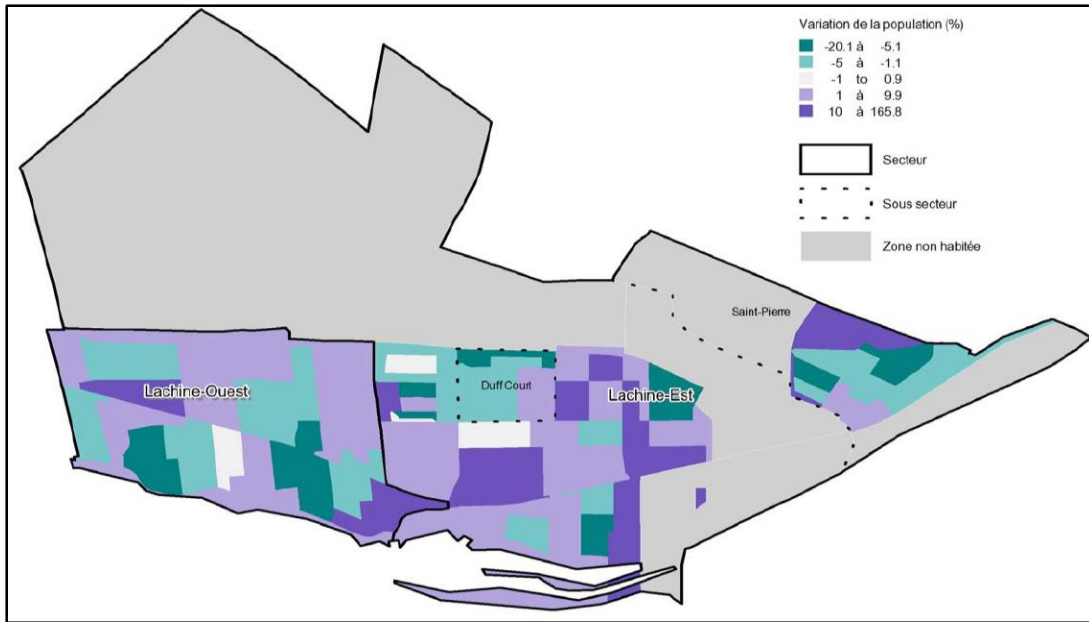 Variation de la population (%)
-20.1 à -5.1
-5 à -1.1
-1 to 0.9
1 à 9.9
10 à 165.8
Secteur
Sous secteur
Zone non habitée
Saint-Pierre
Lachine-Ouest
Duff Court
Lachine-Est